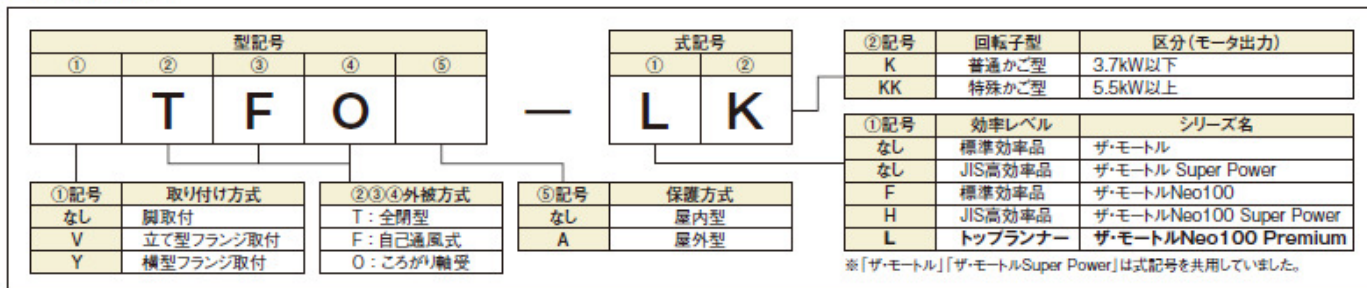 型記号
① ② ③ ④ ⑤
T F O
式記号
① ②
— L K
②記号 回転子型 区分(モータ出力)
K 普通かご型 3.7kW以下
KK 特殊かご型 5.5kW以上
①記号 効率レベル シリーズ名
なし 標準効率品 ザ・モートル
なし JIS高効率品 ザ・モートル Super Power
F 標準効率品 ザ・モートルNeo100
H JIS高効率品 ザ・モートルNeo100 Super Power
L トップランナー ザ・モートルNeo100 Premium
※「ザ・モートル」「ザ・モートルSuper Power」は式記号を共用していました。
①記号 取り付け方式
なし 脚取付
V 立て型フランジ取付
Y 横型フランジ取付
②③④外被方式
T:全閉型
F:自己通風式
O:ころがり軸受
⑤記号 保護方式
なし 屋内型
A 屋外型